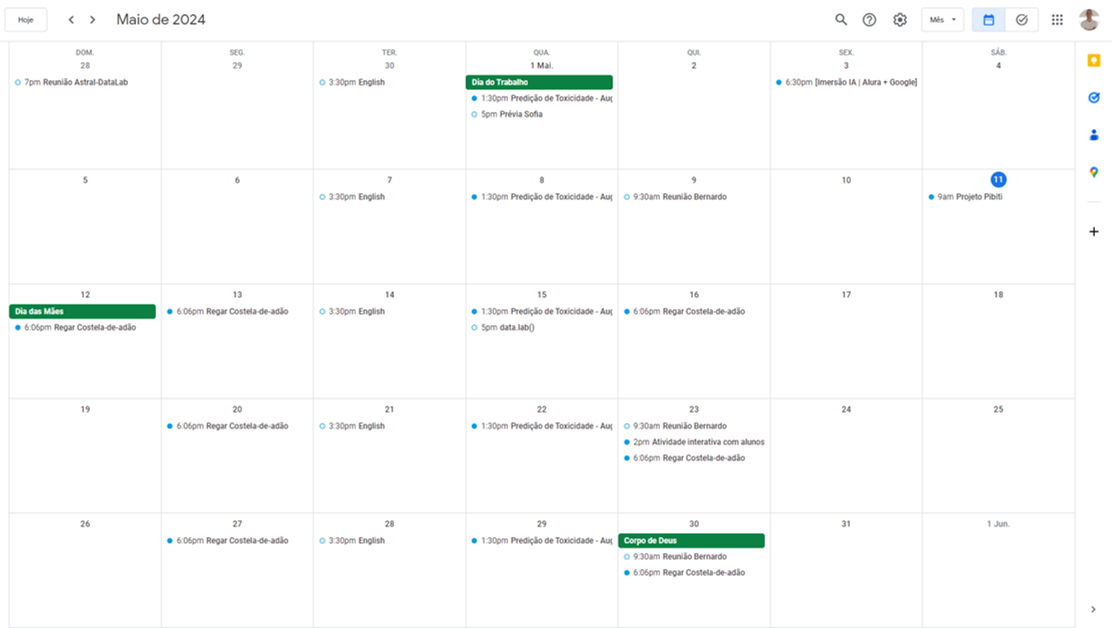 Hoje
Maio de 2024
Mês
DOM.
SEG.
TER.
QUA.
QUI.
SEX.
SÁB.
28
29
30
1 Mai.
2
3
4
7pm Reunião Astral-DataLab
3:30pm English
Dia do Trabalho
1:30pm Predição de Toxicidade - Aug
5pm Prévia Sofia
6:30pm [Imersão IA | Alura + Google]
5
6
7
8
9
10
11
3:30pm English
1:30pm Predição de Toxicidade - Aug
9:30am Reunião Bernardo
9am Projeto Pibiti
12
13
14
15
16
17
18
Dia das Mães
6:06pm Regar Costela-de-adão
6:06pm Regar Costela-de-adão
3:30pm English
1:30pm Predição de Toxicidade - Aug
5pm data.lab()
6:06pm Regar Costela-de-adão
19
20
21
22
23
24
25
6:06pm Regar Costela-de-adão
3:30pm English
1:30pm Predição de Toxicidade - Aug
9:30am Reunião Bernardo
2pm Atividade interativa com alunos
6:06pm Regar Costela-de-adão
26
27
28
29
30
31
1 Jun.
6:06pm Regar Costela-de-adão
3:30pm English
1:30pm Predição de Toxicidade - Aug
Corpo de Deus
9:30am Reunião Bernardo
6:06pm Regar Costela-de-adão